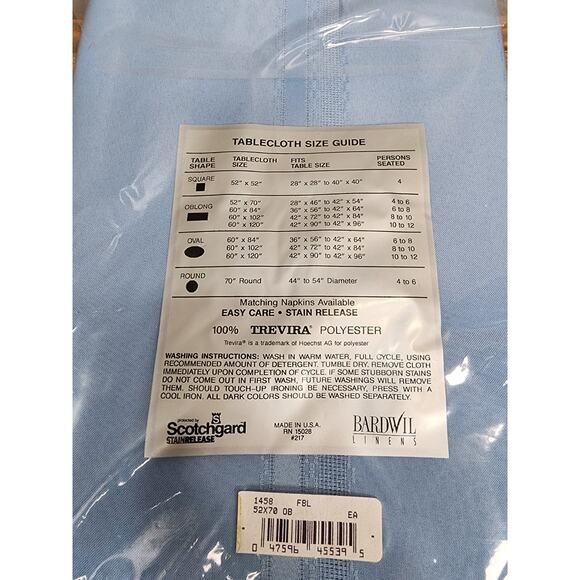 TABLECLOTH SIZE GUIDE
TABLE SHAPE TABLECLOTH SIZE FITS TABLE SIZE PERSONS SEATED
SQUARE 52" x 52" 28" x 28" to 40" x 40" 4
OBLONG 52" x 70" 28" x 46" to 42" x 54" 4 to 6
60" x 84" 36" x 56" to 42" x 64" 6 to 8
60" x 102" 42" x 72" to 42" x 84" 8 to 10
60" x 120" 42" x 90" to 42" x 96" 10 to 12
OVAL 60" x 84" 36" x 56" to 42" x 64" 6 to 8
60" x 102" 42" x 72" to 42" x 84" 8 to 10
60" x 120" 42" x 90" to 42" x 96" 10 to 12
ROUND 70" Round 44" to 54" Diameter 4 to 6
Matching Napkins Available
EASY CARE • STAIN RELEASE
100% TREVIRA® POLYESTER
Trevira® is a trademark of Hoechst AG for polyester
WASHING INSTRUCTIONS: WASH IN WARM WATER, FULL CYCLE, USING
RECOMMENDED AMOUNT OF DETERGENT. TUMBLE DRY. REMOVE CLOTH
IMMEDIATELY UPON COMPLETION OF CYCLE. IF SOME STUBBORN STAINS
DO NOT COME OUT IN FIRST WASH, FUTURE WASHINGS WILL REMOVE
THEM. SHOULD TOUCH-UP IRONING BE NECESSARY, PRESS WITH A
COOL IRON. ALL DARK COLORS SHOULD BE WASHED SEPARATELY.
protected by
Scotchgard
STAIN RELEASE
MADE IN U.S.A.
RN 15028
#217
BARDWIL
LINENS
1458 FBL
52X70 OB EA
0 47596 45539 5